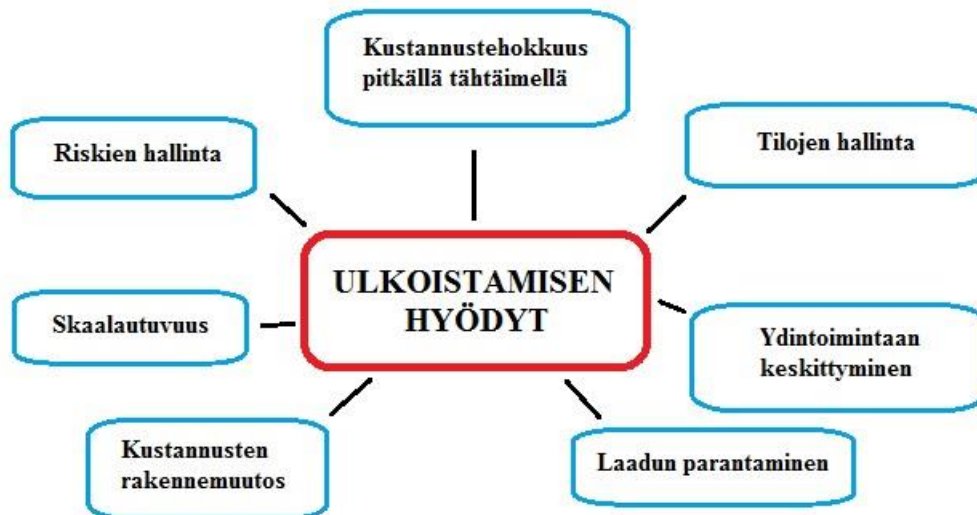 Kustannustehokkuus
pitkällä tähtäimellä
Riskien hallinta
Tilojen hallinta
ULKOISTAMISEN
HYÖDYT
Skaalautuvuus
Ydintoimintaan
keskittyminen
Kustannusten
rakennemuutos
Laadun parantaminen